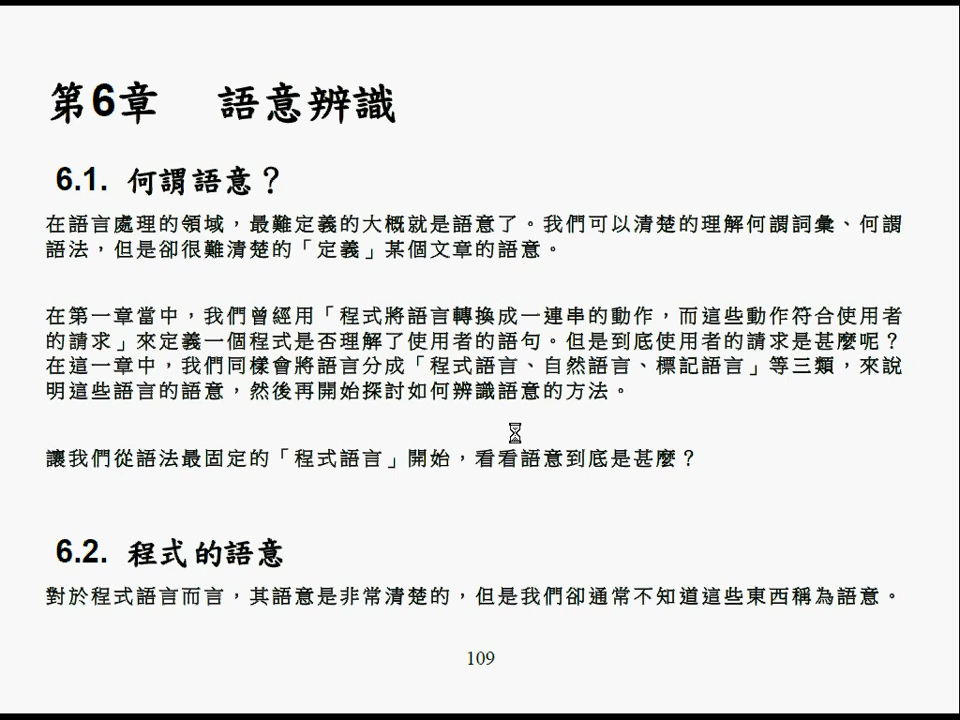 第6章 語意辨識
6.1. 何謂語意？
在語言處理的領域，最難定義的大概就是語意了。我們可以清楚的理解何謂詞彙、何謂
語法，但是卻很難清楚的「定義」某個文章的語意。
在第一章當中，我們曾經用「程式將語言轉換成一連串的動作，而這些動作符合使用者
的請求」來定義一個程式是否理解了使用者的語句。但是到底使用者的請求是甚麼呢？
在這一章中，我們同樣會將語言分成「程式語言、自然語言、標記語言」等三類，來說
明這些語言的語意，然後再開始探討如何辨識語意的方法。
讓我們從語法最固定的「程式語言」開始，看看語意到底是甚麼？
6.2. 程式的語意
對於程式語言而言，其語意是非常清楚的，但是我們卻通常不知道這些東西稱為語意。
109